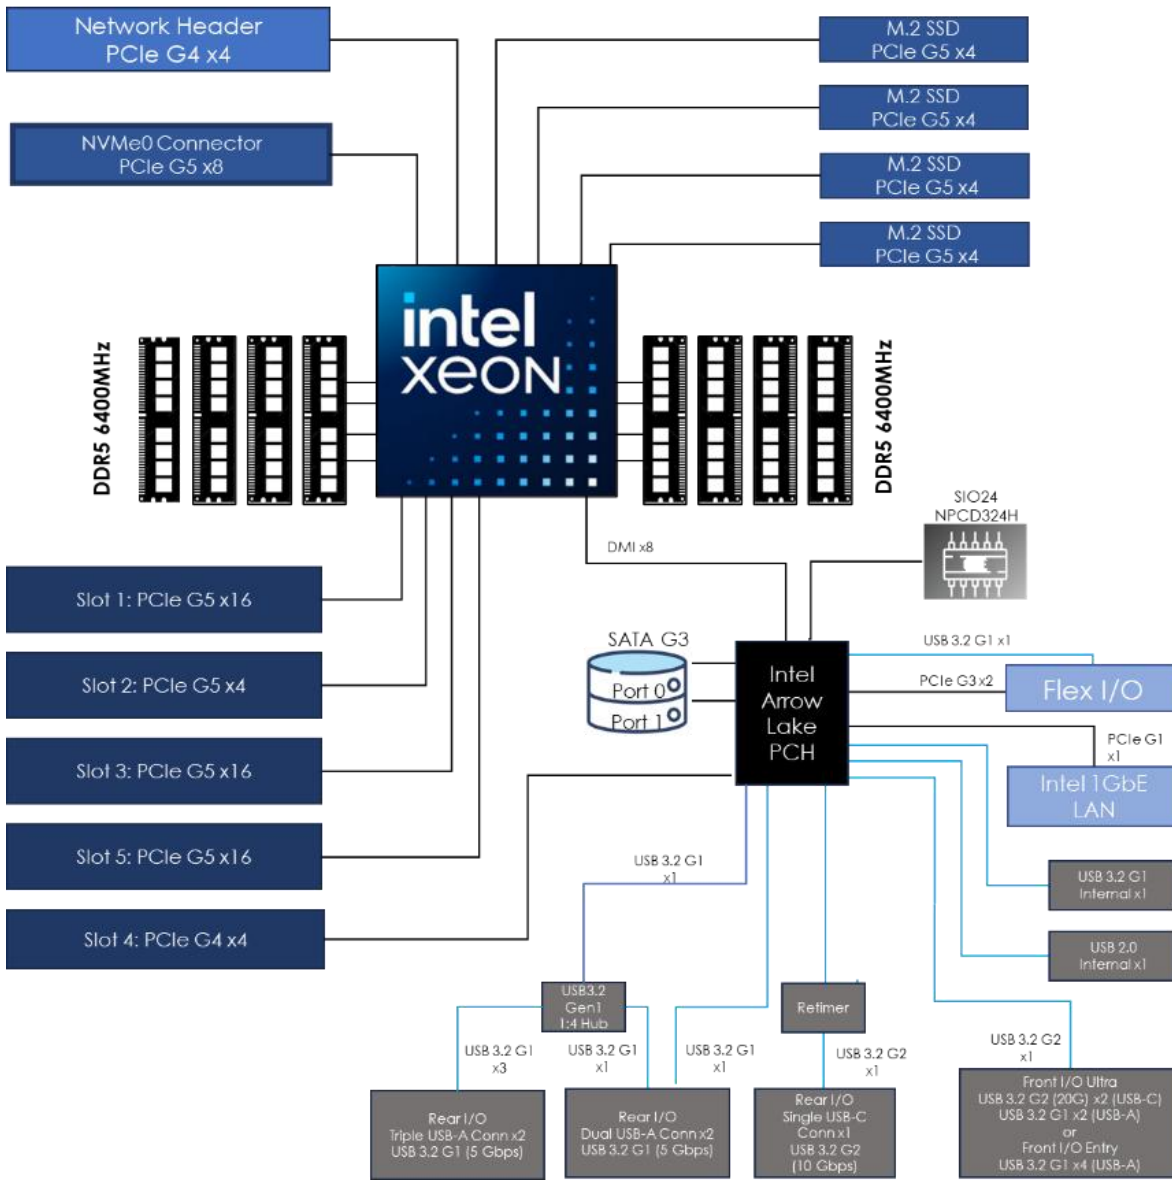 Network Header
PCIe G4 x4
M.2 SSD
PCIe G5 x4
NVMe0 Connector
PCIe G5 x8
M.2 SSD
PCIe G5 x4
M.2 SSD
PCIe G5 x4
M.2 SSD
PCIe G5 x4
intel
XEON
DDR5 6400MHz
DDR5 6400MHz
SIO24
NPCD324H
DMI x8
Slot 1: PCIe G5 x16
Slot 2: PCIe G5 x4
Slot 3: PCIe G5 x16
Slot 5: PCIe G5 x16
Slot 4: PCIe G4 x4
SATA G3
Port 0
Port 1
Intel
Arrow
Lake
PCH
USB 3.2 G1 x1
PCIe G3 x2
Flex I/O
PCIe G1
x1
Intel 1GbE
LAN
USB 3.2 G1
x1
USB 3.2 G1
Internal x1
USB 2.0
Internal x1
USB3.2
Gen1
1:4 Hub
Retimer
USB 3.2 G1
x3
USB 3.2 G1
x1
USB 3.2 G1
x1
USB 3.2 G2
x1
USB 3.2 G2
x1
Rear I/O
Triple USB-A Conn x2
USB 3.2 G1 (5 Gbps)
Rear I/O
Dual USB-A Conn x2
USB 3.2 G1 (5 Gbps)
Rear I/O
Single USB-C
Conn x1
USB 3.2 G2
(10 Gbps)
Front I/O Ultra
USB 3.2 G2 (20G) x2 (USB-C)
USB 3.2 G1 x2 (USB-A)
or
Front I/O Entry
USB 3.2 G1 x4 (USB-A)